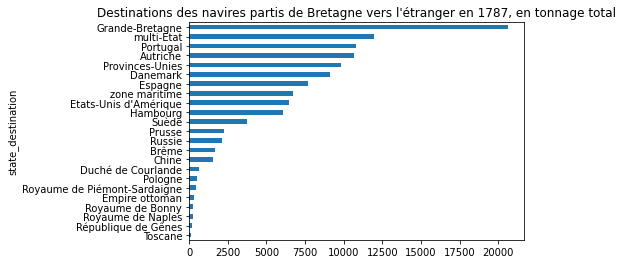 Destinations des navires partis de Bretagne vers l'étranger en 1787, en tonnage total
state_destination
Grande-Bretagne
multi-Etat
Portugal
Autriche
Provinces-Unies
Danemark
Espagne
zone maritime
Etats-Unis d'Amérique
Hambourg
Suède
Prusse
Russie
Brême
Chine
Duché de Courlande
Pologne
Royaume de Piémont-Sardaigne
Empire ottoman
Royaume de Bonny
Royaume de Naples
République de Gênes
Toscane
0 2500 5000 7500 10000 12500 15000 17500 20000